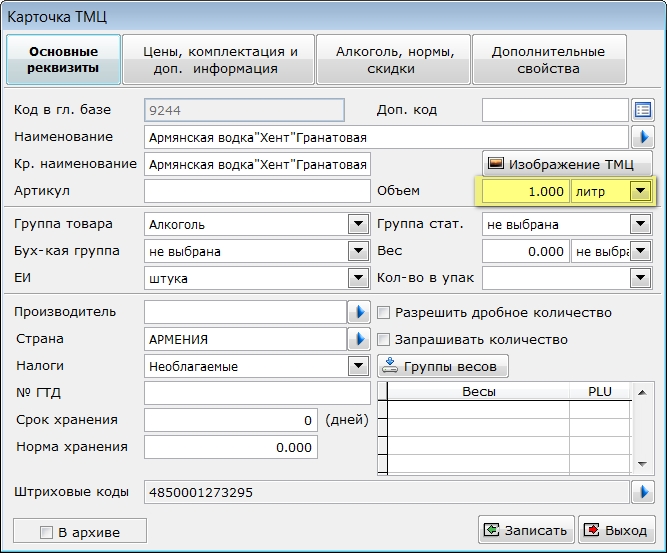 Карточка ТМЦ
Основные реквизиты
Цены, комплектация и доп. информация
Алкоголь, нормы, скидки
Дополнительные свойства
Код в гл. базе 9244 Доп. код
Наименование Армянская водка"Хент"Гранатовая
Кр. наименование Армянская водка"Хент"Гранатовая Изображение ТМЦ
Артикул Объем 1.000 литр
Группа товара Алкоголь Группа стат. не выбрана
Бух-кая группа не выбрана Вес 0.000 не выбра
ЕИ штука Кол-во в упак
Производитель Разрешить дробное количество
Страна АРМЕНИЯ Запрашивать количество
Налоги Необлагаемые Группы весов
№ ГТД Весы PLU
Срок хранения 0 (дней)
Норма хранения 0.000
Штриховые коды 4850001273295
В архиве Записать Выход